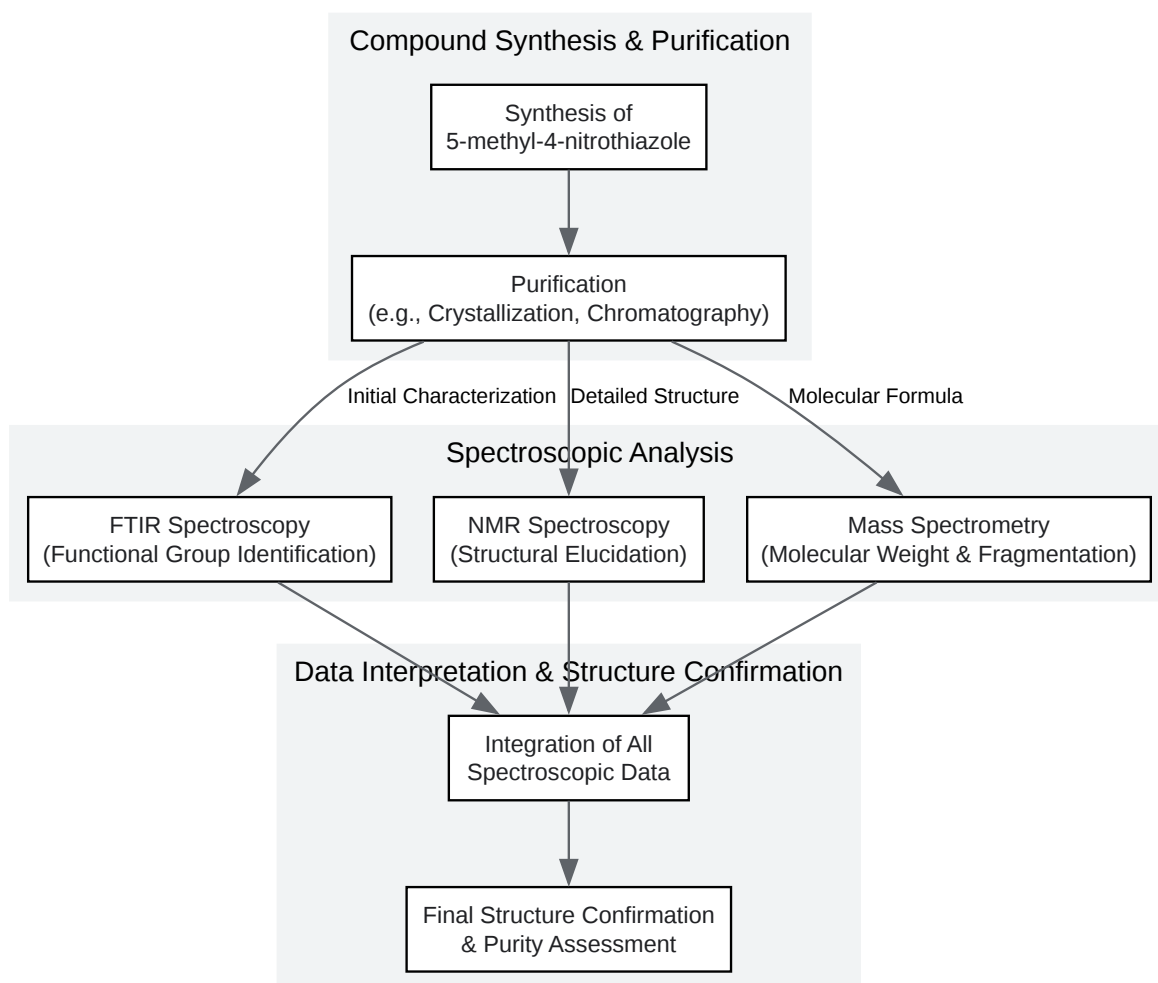 Compound Synthesis & Purification
Synthesis of
5-methyl-4-nitrothiazole
Purification
(e.g., Crystallization, Chromatography)
Initial Characterization
Detailed Structure
Molecular Formula
Spectroscopic Analysis
FTIR Spectroscopy
(Functional Group Identification)
NMR Spectroscopy
(Structural Elucidation)
Mass Spectrometry
(Molecular Weight & Fragmentation)
Data Interpretation & Structure Confirmation
Integration of All
Spectroscopic Data
Final Structure Confirmation
& Purity Assessment